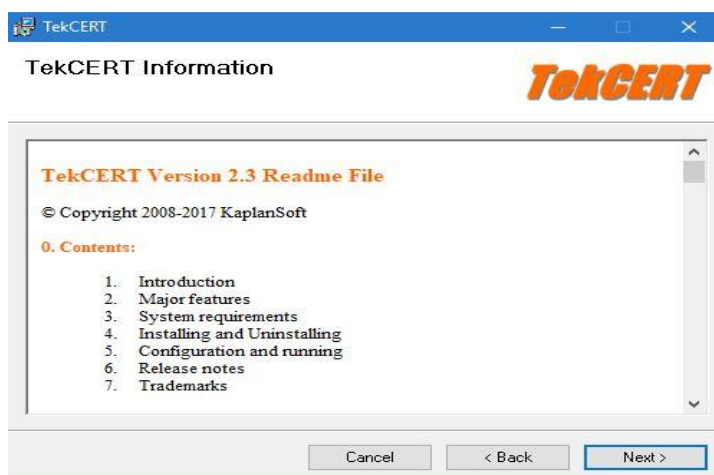 TekCERT
TekCERT Information
TekCERT
TekCERT Version 2.3 Readme File
© Copyright 2008-2017 KaplanSoft
0. Contents:
1. Introduction
2. Major features
3. System requirements
4. Installing and Uninstalling
5. Configuration and running
6. Release notes
7. Trademarks
Cancel < Back Next >